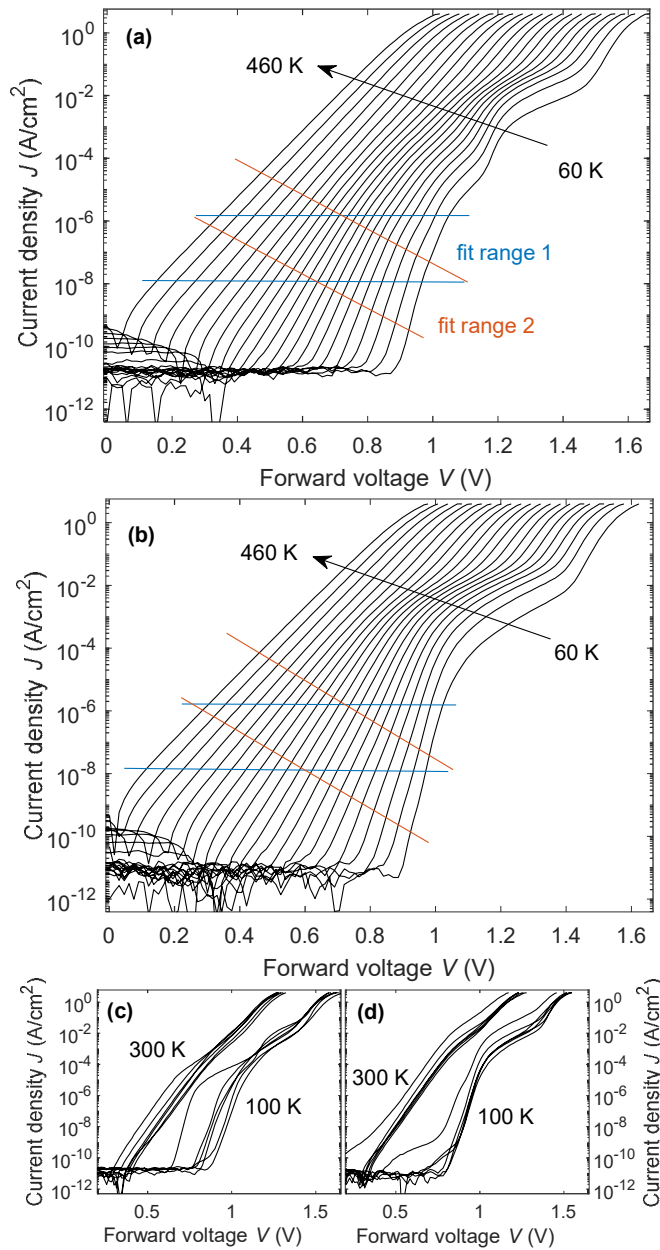 (a)
460 K
60 K
fit range 1
fit range 2
10^0
10^-2
10^-4
10^-6
10^-8
10^-10
10^-12
Current density J (A/cm^2)
0 0.2 0.4 0.6 0.8 1 1.2 1.4 1.6
Forward voltage V (V)
(b)
460 K
60 K
10^0
10^-2
10^-4
10^-6
10^-8
10^-10
10^-12
Current density J (A/cm^2)
0 0.2 0.4 0.6 0.8 1 1.2 1.4 1.6
Forward voltage V (V)
(c)
300 K
100 K
10^0
10^-2
10^-4
10^-6
10^-8
10^-10
10^-12
Current density J (A/cm^2)
0.5 1 1.5
Forward voltage V (V)
(d)
300 K
100 K
10^0
10^-2
10^-4
10^-6
10^-8
10^-10
10^-12
Current density J (A/cm^2)
0.5 1 1.5
Forward voltage V (V)